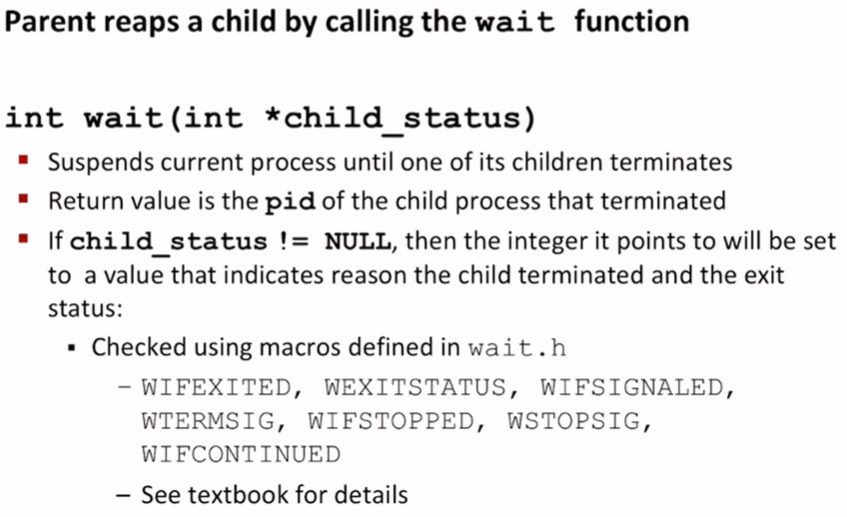 Parent reaps a child by calling the wait function
int wait(int *child_status)
▪ Suspends current process until one of its children terminates
▪ Return value is the pid of the child process that terminated
▪ If child_status != NULL, then the integer it points to will be set
to a value that indicates reason the child terminated and the exit
status:
▪ Checked using macros defined in wait.h
– WIFEXITED, WEXITSTATUS, WIFSIGNALED,
WTERMSIG, WIFSTOPPED, WSTOPSIG,
WIFCONTINUED
– See textbook for details